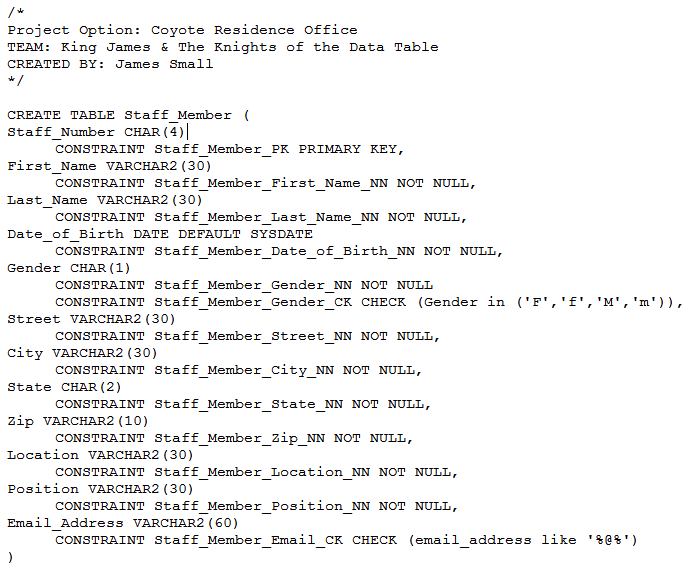 /*
Project Option: Coyote Residence Office
TEAM: King James & The Knights of the Data Table
CREATED BY: James Small
*/

CREATE TABLE Staff_Member (
Staff_Number CHAR(4)
CONSTRAINT Staff_Member_PK PRIMARY KEY,
First_Name VARCHAR2(30)
CONSTRAINT Staff_Member_First_Name_NN NOT NULL,
Last_Name VARCHAR2(30)
CONSTRAINT Staff_Member_Last_Name_NN NOT NULL,
Date_of_Birth DATE DEFAULT SYSDATE
CONSTRAINT Staff_Member_Date_of_Birth_NN NOT NULL,
Gender CHAR(1)
CONSTRAINT Staff_Member_Gender_NN NOT NULL
CONSTRAINT Staff_Member_Gender_CK CHECK (Gender in ('F','f','M','m')),
Street VARCHAR2(30)
CONSTRAINT Staff_Member_Street_NN NOT NULL,
City VARCHAR2(30)
CONSTRAINT Staff_Member_City_NN NOT NULL,
State CHAR(2)
CONSTRAINT Staff_Member_State_NN NOT NULL,
Zip VARCHAR2(10)
CONSTRAINT Staff_Member_Zip_NN NOT NULL,
Location VARCHAR2(30)
CONSTRAINT Staff_Member_Location_NN NOT NULL,
Position VARCHAR2(30)
CONSTRAINT Staff_Member_Position_NN NOT NULL,
Email_Address VARCHAR2(60)
CONSTRAINT Staff_Member_Email_CK CHECK (email_address like '%@%')
)